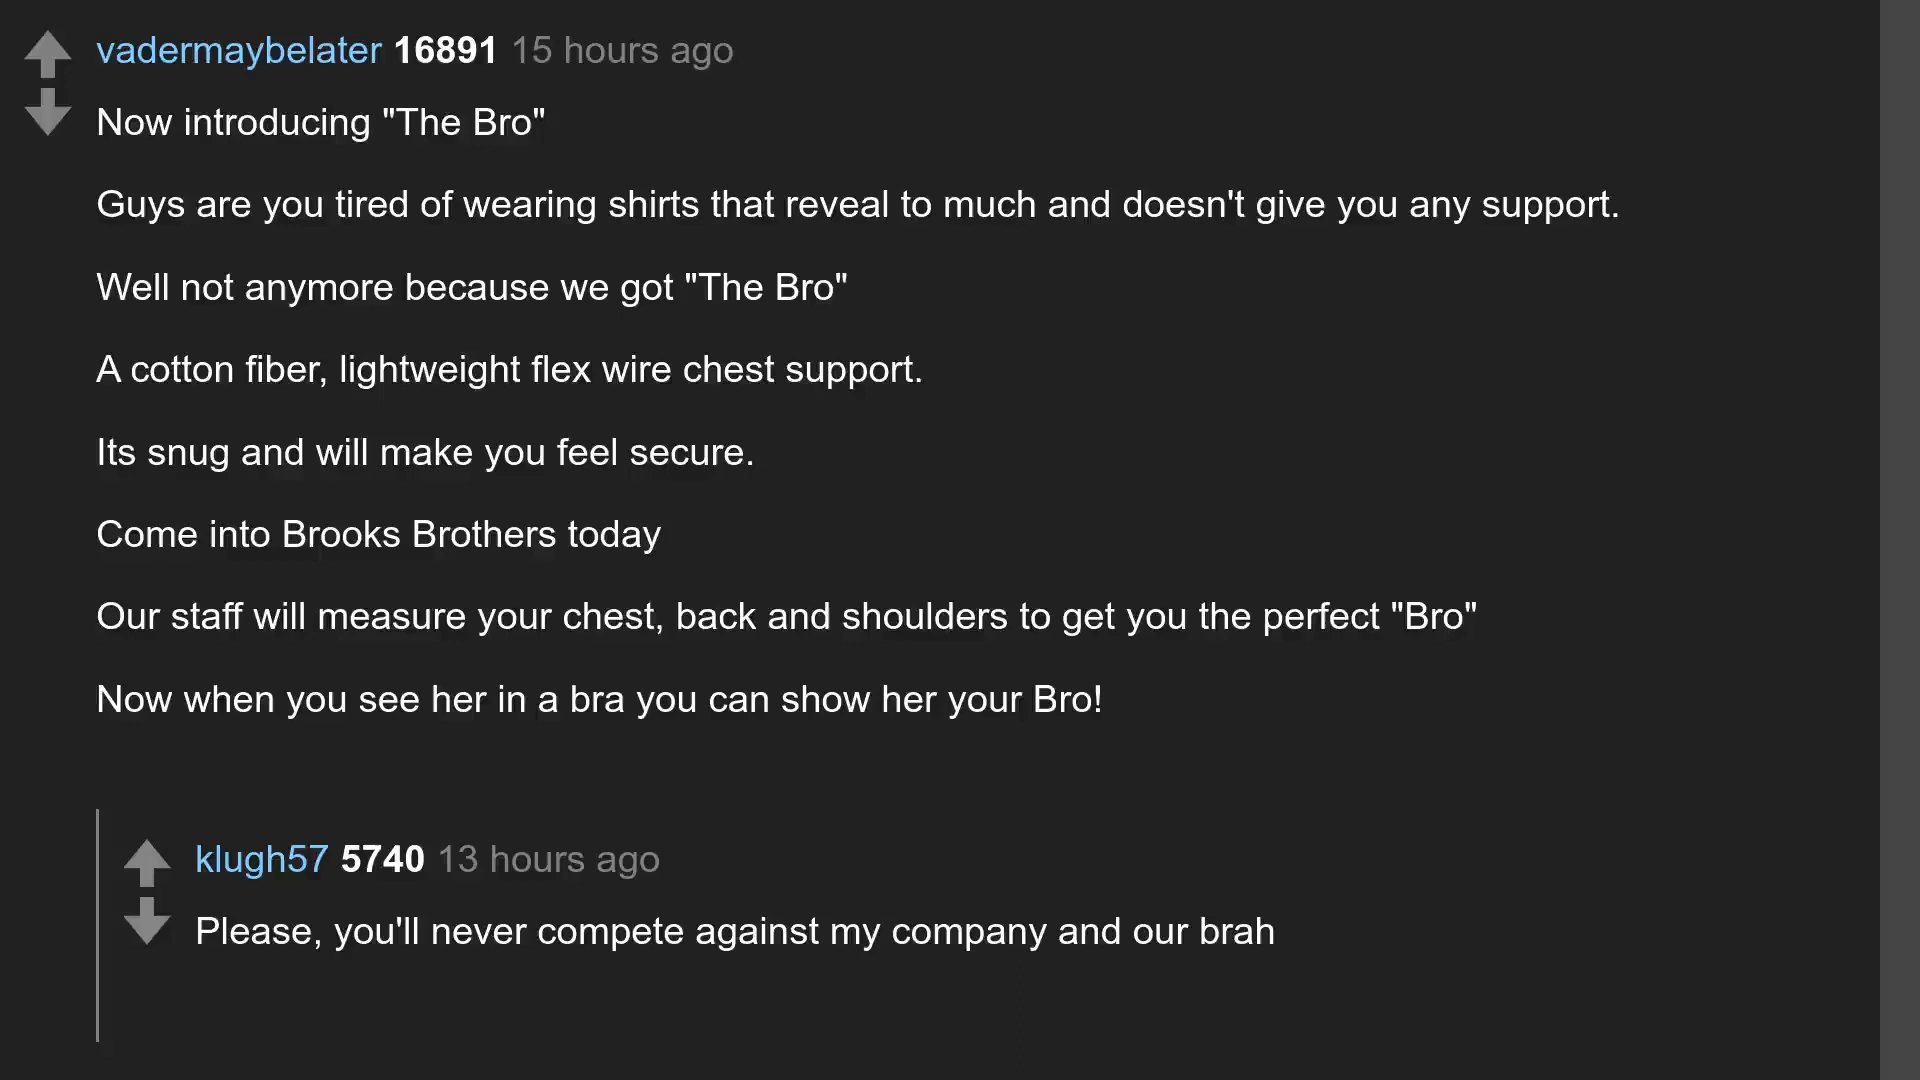 vadermaybelater 16891 15 hours ago
Now introducing "The Bro"
Guys are you tired of wearing shirts that reveal to much and doesn't give you any support.
Well not anymore because we got "The Bro"
A cotton fiber, lightweight flex wire chest support.
Its snug and will make you feel secure.
Come into Brooks Brothers today
Our staff will measure your chest, back and shoulders to get you the perfect "Bro"
Now when you see her in a bra you can show her your Bro!
klugh57 5740 13 hours ago
Please, you'll never compete against my company and our brah